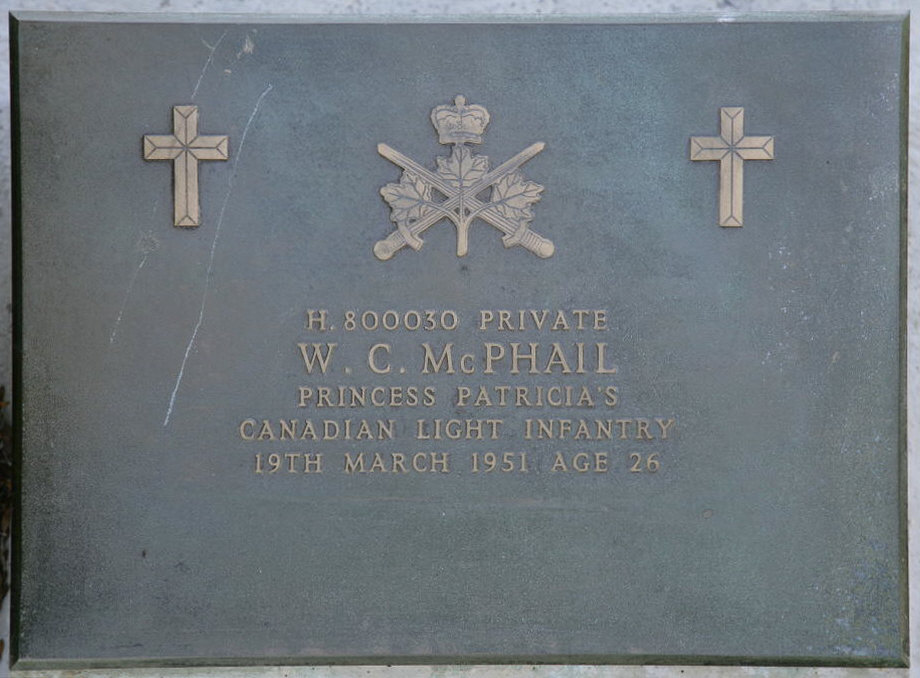 H. 800030 PRIVATE
W. C. McPHAIL
PRINCESS PATRICIA'S
CANADIAN LIGHT INFANTRY
19TH MARCH 1951 AGE 26